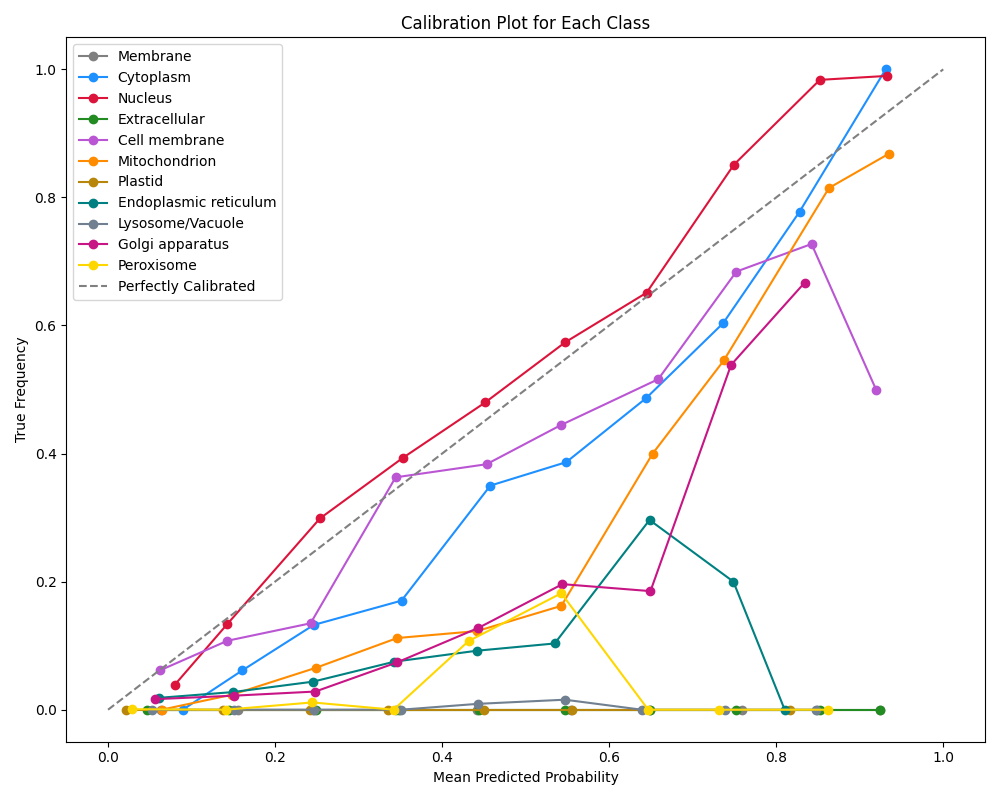 Calibration Plot for Each Class
Membrane
Cytoplasm
Nucleus
Extracellular
Cell membrane
Mitochondrion
Plastid
Endoplasmic reticulum
Lysosome/Vacuole
Golgi apparatus
Peroxisome
Perfectly Calibrated
True Frequency
1.0
0.8
0.6
0.4
0.2
0.0
0.0 0.2 0.4 0.6 0.8 1.0
Mean Predicted Probability